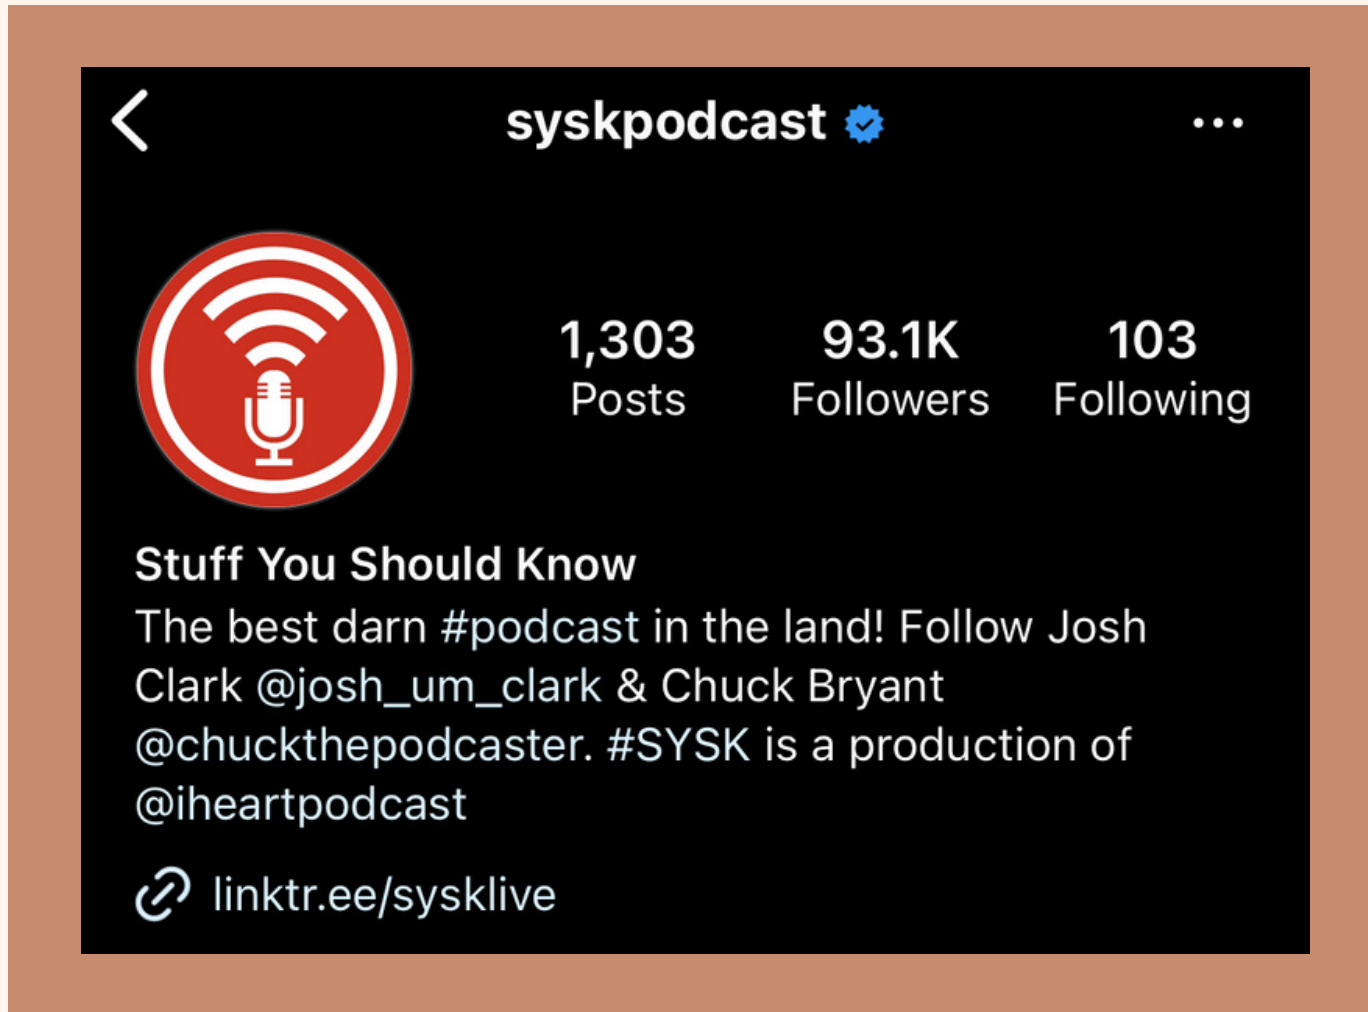 syskpodcast
1,303 93.1K 103
Posts Followers Following
Stuff You Should Know
The best darn #podcast in the land! Follow Josh
Clark @josh_um_clark & Chuck Bryant
@chuckthepodcaster. #SYSK is a production of
@iheartpodcast
linktr.ee/sysklive